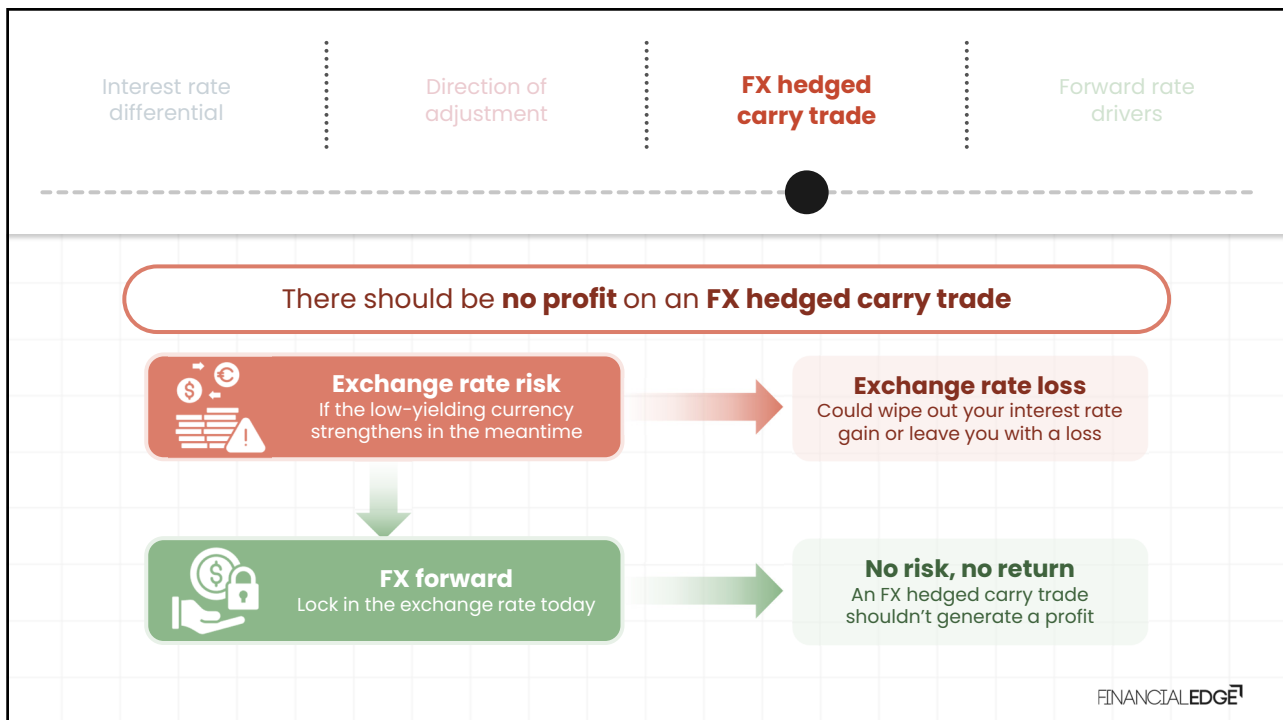 Interest rate
differential
Direction of
adjustment
FX hedged
carry trade
Forward rate
drivers
There should be no profit on an FX hedged carry trade
Exchange rate risk
If the low-yielding currency
strengthens in the meantime
Exchange rate loss
Could wipe out your interest rate
gain or leave you with a loss
FX forward
Lock in the exchange rate today
No risk, no return
An FX hedged carry trade
shouldn't generate a profit
FINANCIALEDGE